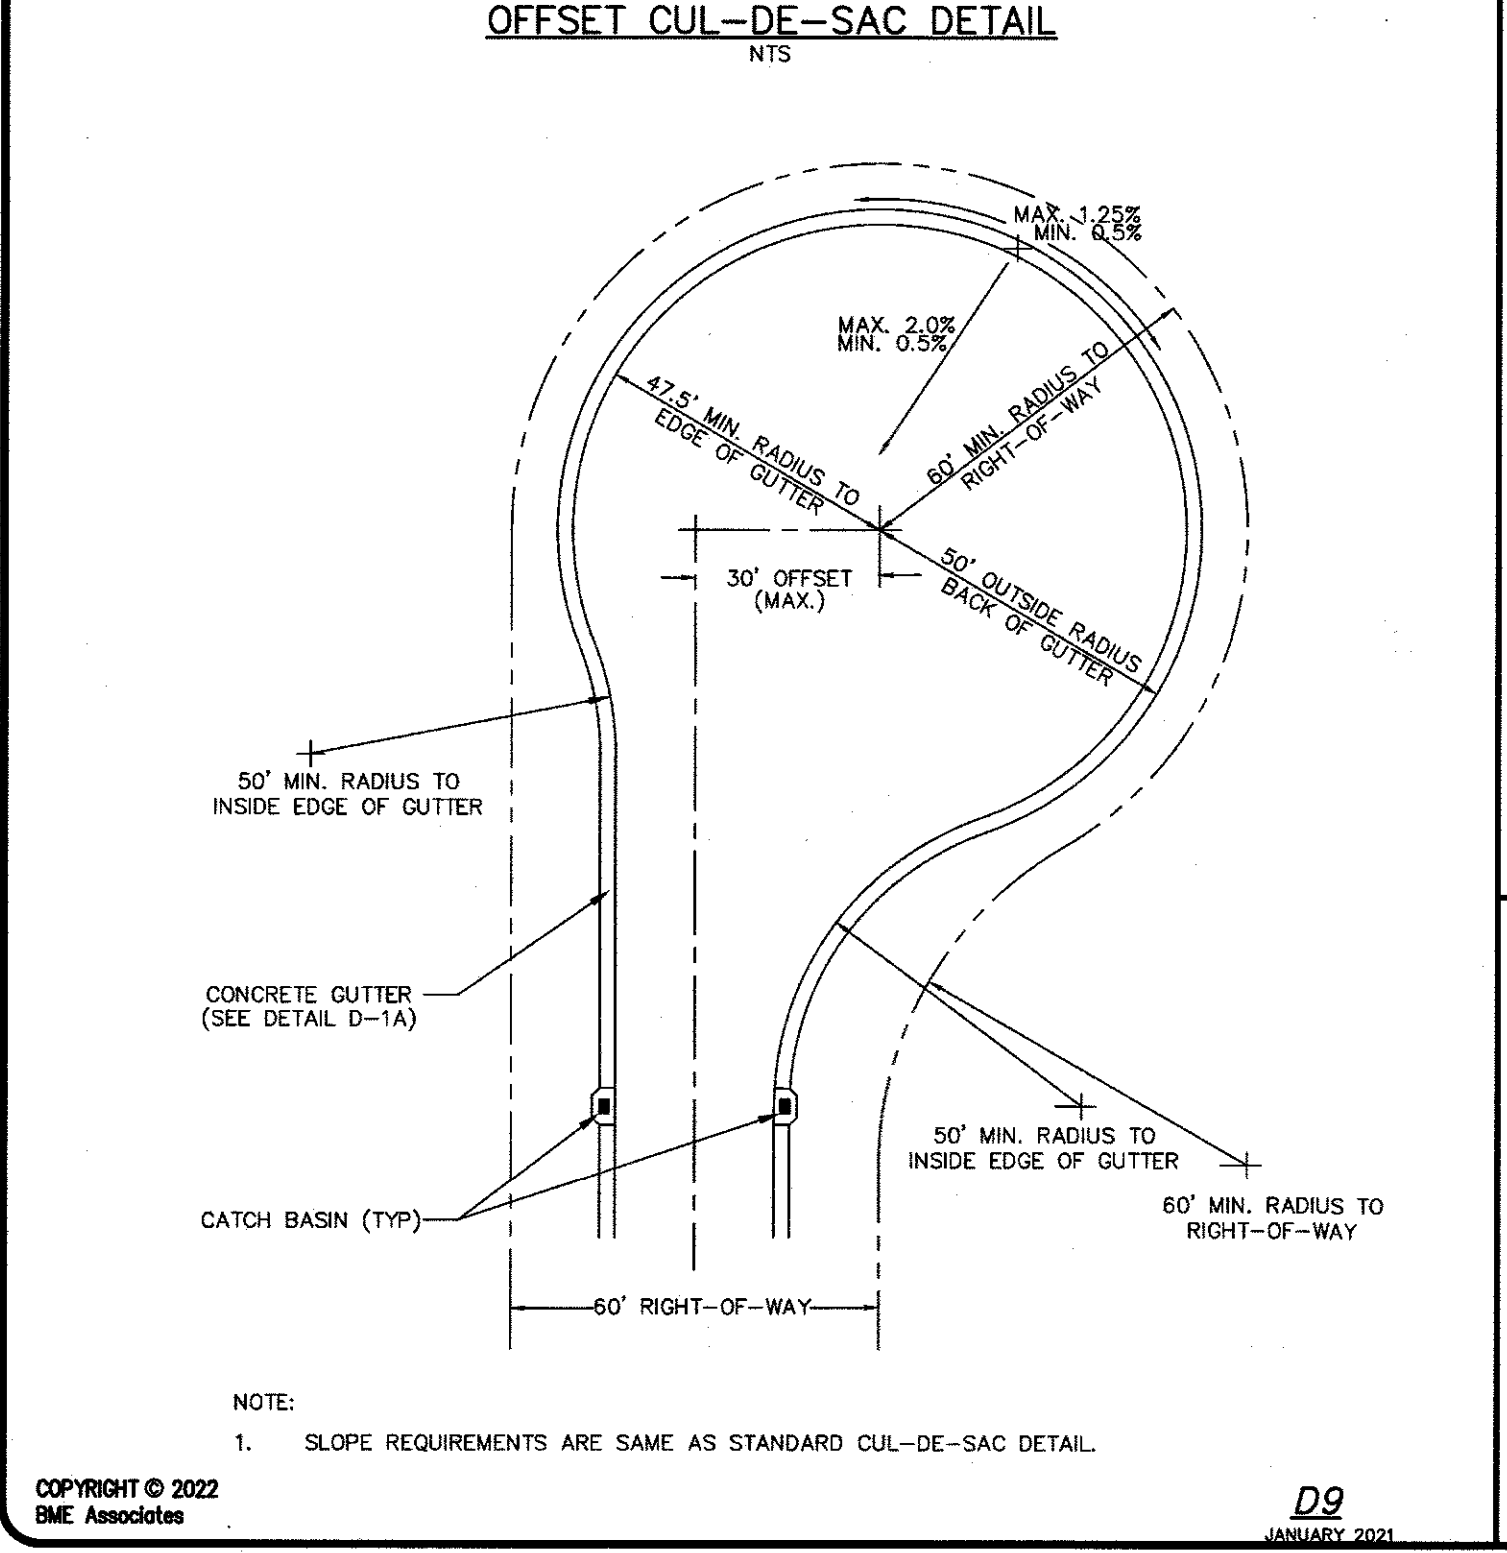 OFFSET CUL-DE-SAC DETAIL
NTS
MAX. 1.25%
MIN. 0.5%
MAX. 2.0%
MIN. 0.5%
47.5' MIN. RADIUS TO
EDGE OF GUTTER
60' MIN. RADIUS TO
RIGHT-OF-WAY
30' OFFSET
(MAX.)
50' OUTSIDE RADIUS
BACK OF GUTTER
50' MIN. RADIUS TO
INSIDE EDGE OF GUTTER
CONCRETE GUTTER
(SEE DETAIL D-1A)
50' MIN. RADIUS TO
INSIDE EDGE OF GUTTER
60' MIN. RADIUS TO
RIGHT-OF-WAY
CATCH BASIN (TYP)
60' RIGHT-OF-WAY
NOTE:
1. SLOPE REQUIREMENTS ARE SAME AS STANDARD CUL-DE-SAC DETAIL.
COPYRIGHT © 2022
BME Associates
D9
JANUARY 2021